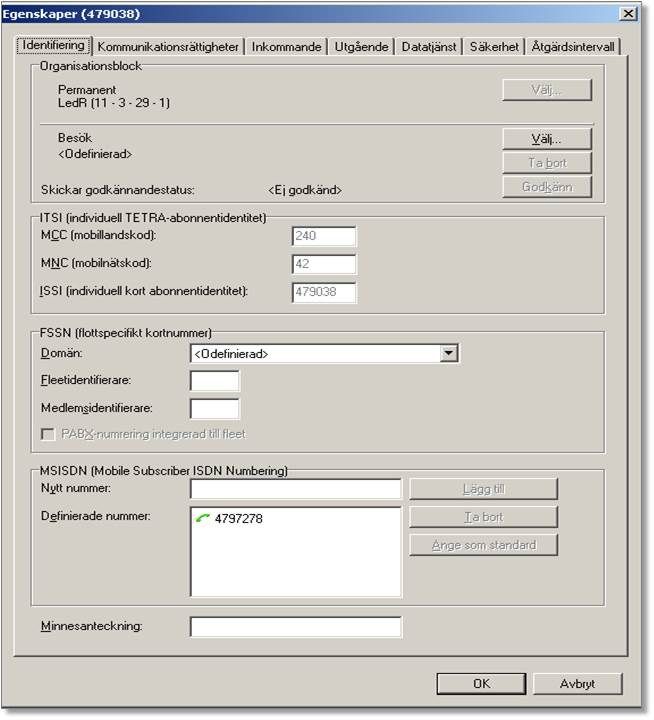 Egenskaper (479038)
Identifiering Kommunikationsrättigheter Inkommande Utgående Datatjänst Säkerhet Åtgärdsintervall
Organisationsblock
Permanent
LedR (11 - 3 - 29 - 1)
Välj...
Besök
<Odefinierad>
Välj...
Ta bort
Skickar godkännandestatus: <Ej godkänd> Godkänn
ITSI (individuell TETRA-abonnentidentitet)
MCC (mobillandskod): 240
MNC (mobilnätskod): 42
ISSI (individuell kort abonnentidentitet): 479038
FSSN (flottspecifikt kortnummer)
Domän: <Odefinierad>
Fleetidentifierare:
Medlemsidentifierare:
PABX-numrering integrerad till fleet
MSISDN (Mobile Subscriber ISDN Numbering)
Nytt nummer: Lägg till
Definierade nummer: 4797278 Ta bort
Ange som standard
Minnesanteckning:
OK Avbryt